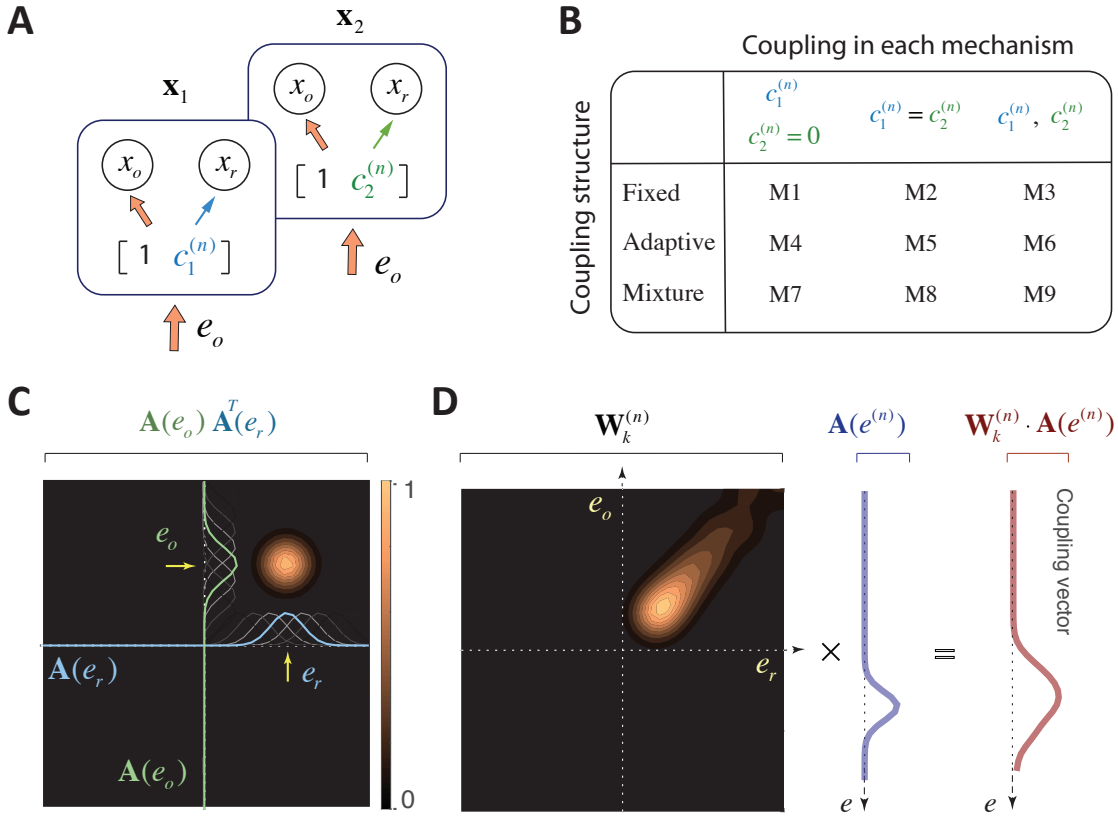 A
x₂
xₒ xᵣ
[ 1 c₂⁽ⁿ⁾ ]
eₒ
x₁
xₒ xᵣ
[ 1 c₁⁽ⁿ⁾ ]
eₒ
B
Coupling in each mechanism
Coupling structure
c₁⁽ⁿ⁾
c₂⁽ⁿ⁾ = 0
c₁⁽ⁿ⁾ = c₂⁽ⁿ⁾
c₁⁽ⁿ⁾ , c₂⁽ⁿ⁾
Fixed M1 M2 M3
Adaptive M4 M5 M6
Mixture M7 M8 M9
C
A(eₒ) Aᵀ(eᵣ)
1
eₒ
A(eᵣ)
eᵣ
A(eₒ)
0
D
Wₖ⁽ⁿ⁾
A(e⁽ⁿ⁾)
Wₖ⁽ⁿ⁾ · A(e⁽ⁿ⁾)
eₒ
eᵣ
×
=
Coupling vector
e
e